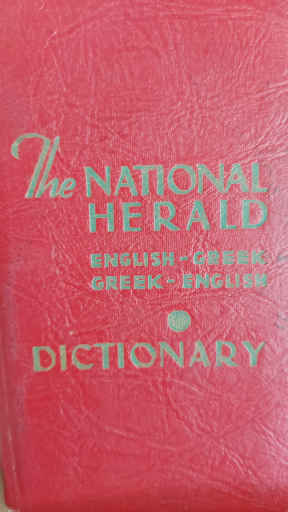 The NATIONAL
HERALD
ENGLISH-GREEK
GREEK-ENGLISH
DICTIONARY